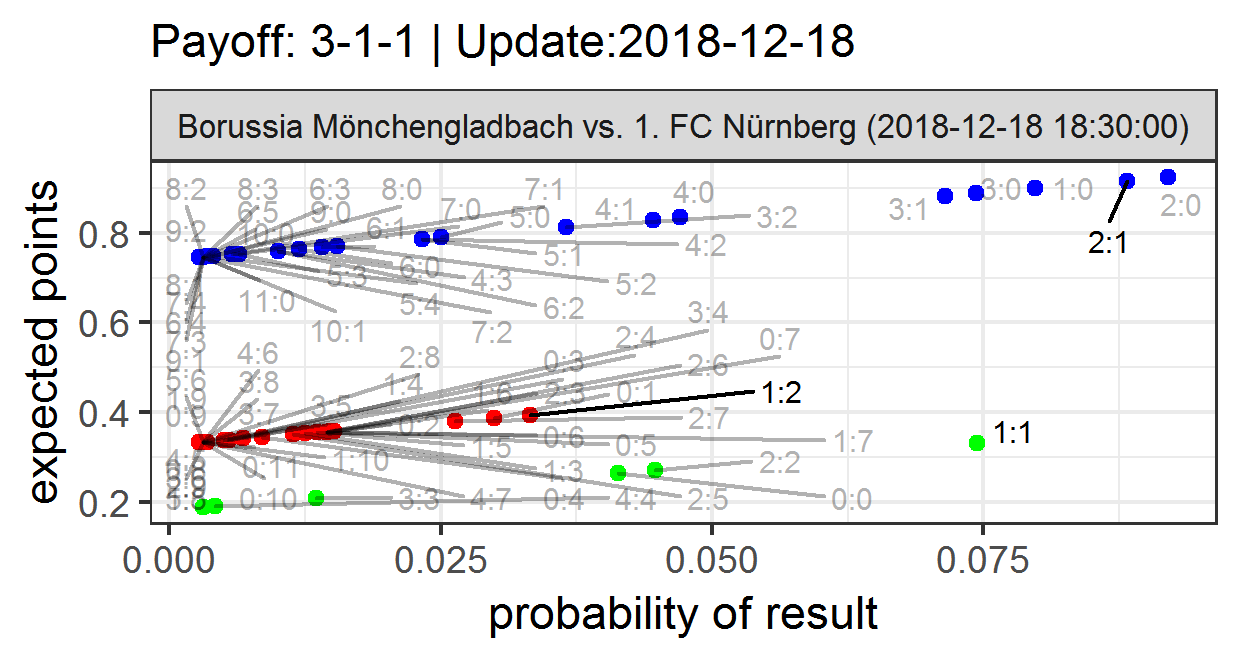 Payoff: 3-1-1 | Update:2018-12-18
Borussia Mönchengladbach vs. 1. FC Nürnberg (2018-12-18 18:30:00)
expected points
0.8
0.6
0.4
0.2
8:2 8:3 6:3 8:0 7:1 4:0 3:0 1:0
6:5 9:0 7:0 5:0 4:1 3:2 3:1 2:0
9:2 10:0 6:1
5:1 4:2 2:1
5:3 6:0 4:3 5:2
11:0 5:4 6:2
10:1 7:2 3:4
7:3 2:4 0:7
9:1 4:6 2:8 0:3 2:6
5:6 3:8 1:4 1:6 2:3 0:1 1:2
0:9 3:7 3:5 0:2 2:7 1:1
0:6 0:5 1:7
0:11 1:10 1:5 1:3 2:2
0:10 3:3 4:7 0:4 4:4 2:5 0:0
0.000 0.025 0.050 0.075
probability of result